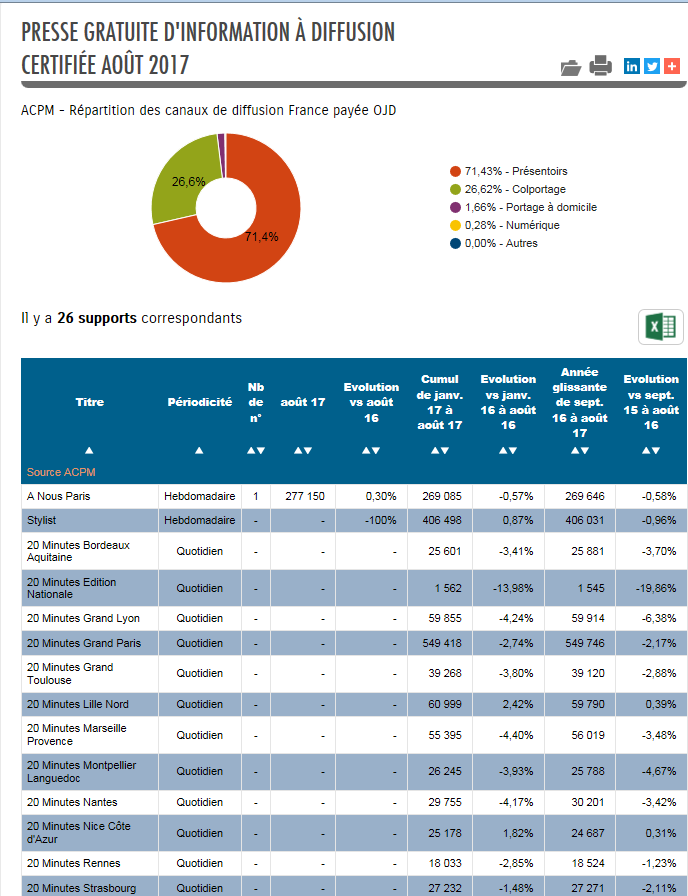 PRESSE GRATUITE D'INFORMATION À DIFFUSION
CERTIFIÉE AOÛT 2017
in
ACPM - Répartition des canaux de diffusion France payée OJD
26,6%
71,4%
71,43% - Présentoirs
26,62% - Colportage
1,66% - Portage à domicile
0,28% - Numérique
0,00% - Autres
Il y a 26 supports correspondants
X
Titre Périodicité Nb de n° août 17 Evolution vs août 16 Cumul de janv. 17 à août 17 Evolution vs janv. 16 à août 16 Année glissante de sept. 16 à août 17 Evolution vs sept. 15 à août 16
▲ ▲ ▲▼ ▲▼ ▲▼ ▲▼ ▲▼ ▲▼ ▲▼
Source ACPM
A Nous Paris Hebdomadaire 1 277 150 0,30% 269 085 -0,57% 269 646 -0,58%
Stylist Hebdomadaire - - -100% 406 498 0,87% 406 031 -0,96%
20 Minutes Bordeaux Aquitaine Quotidien - - - 25 601 -3,41% 25 881 -3,70%
20 Minutes Edition Nationale Quotidien - - - 1 562 -13,98% 1 545 -19,86%
20 Minutes Grand Lyon Quotidien - - - 59 855 -4,24% 59 914 -6,38%
20 Minutes Grand Paris Quotidien - - - 549 418 -2,74% 549 746 -2,17%
20 Minutes Grand Toulouse Quotidien - - - 39 268 -3,80% 39 120 -2,88%
20 Minutes Lille Nord Quotidien - - - 60 999 2,42% 59 790 0,39%
20 Minutes Marseille Provence Quotidien - - - 55 395 -4,40% 56 019 -3,48%
20 Minutes Montpellier Languedoc Quotidien - - - 26 245 -3,93% 25 788 -4,67%
20 Minutes Nantes Quotidien - - - 29 755 -4,17% 30 201 -3,42%
20 Minutes Nice Côte d'Azur Quotidien - - - 25 178 1,82% 24 687 0,31%
20 Minutes Rennes Quotidien - - - 18 033 -2,85% 18 524 -1,23%
20 Minutes Strasbourg Quotidien - - - 27 232 -1,48% 27 271 -2,11%